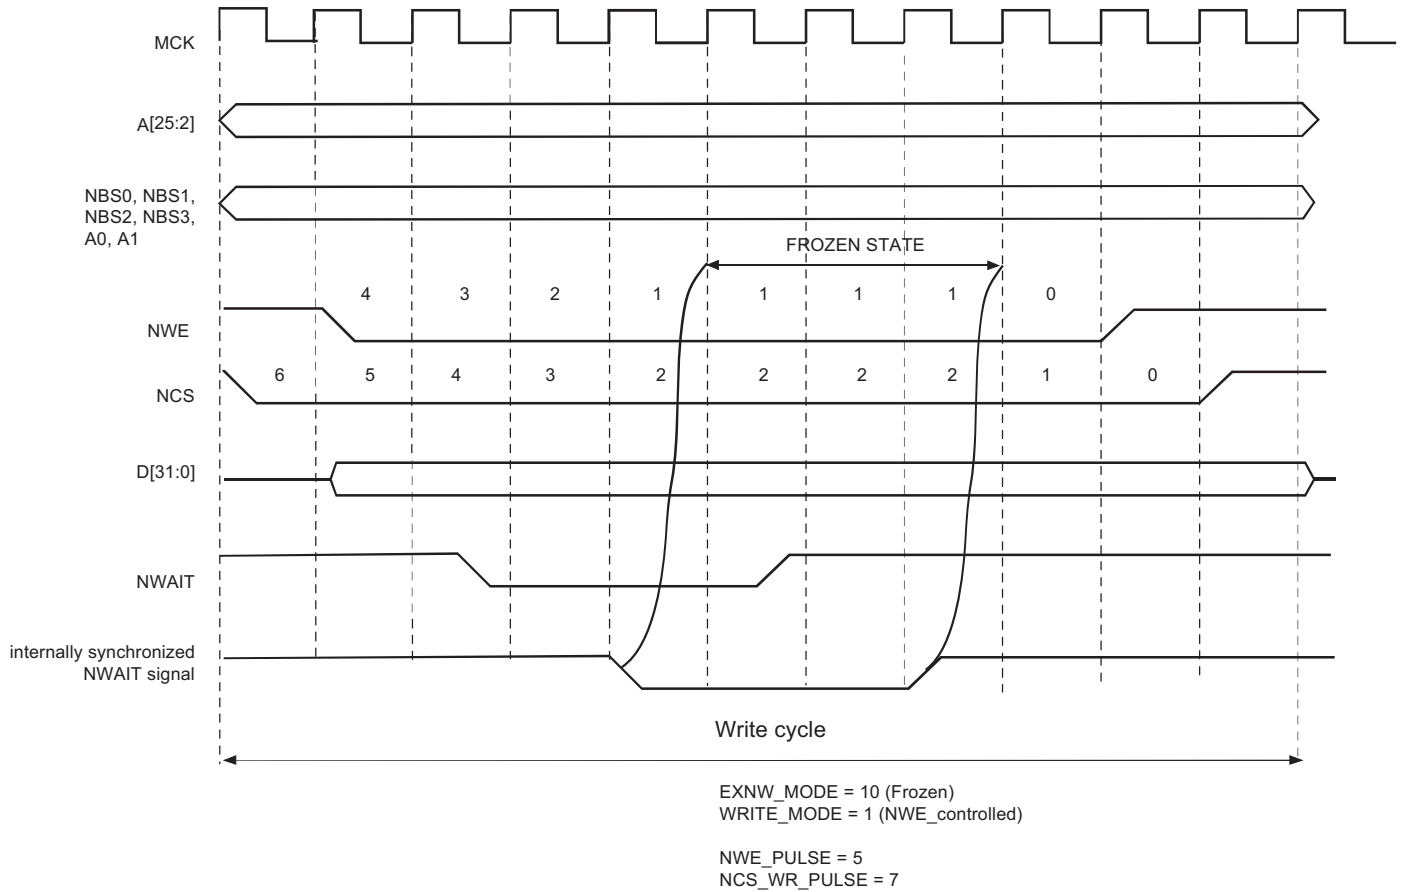 MCK
A[25:2]
NBS0, NBS1,
NBS2, NBS3,
A0, A1
FROZEN STATE
4 3 2 1 1 1 1 0
NWE
6 5 4 3 2 2 2 2 1 0
NCS
D[31:0]
NWAIT
internally synchronized
NWAIT signal
Write cycle
EXNW_MODE = 10 (Frozen)
WRITE_MODE = 1 (NWE_controlled)
NWE_PULSE = 5
NCS_WR_PULSE = 7